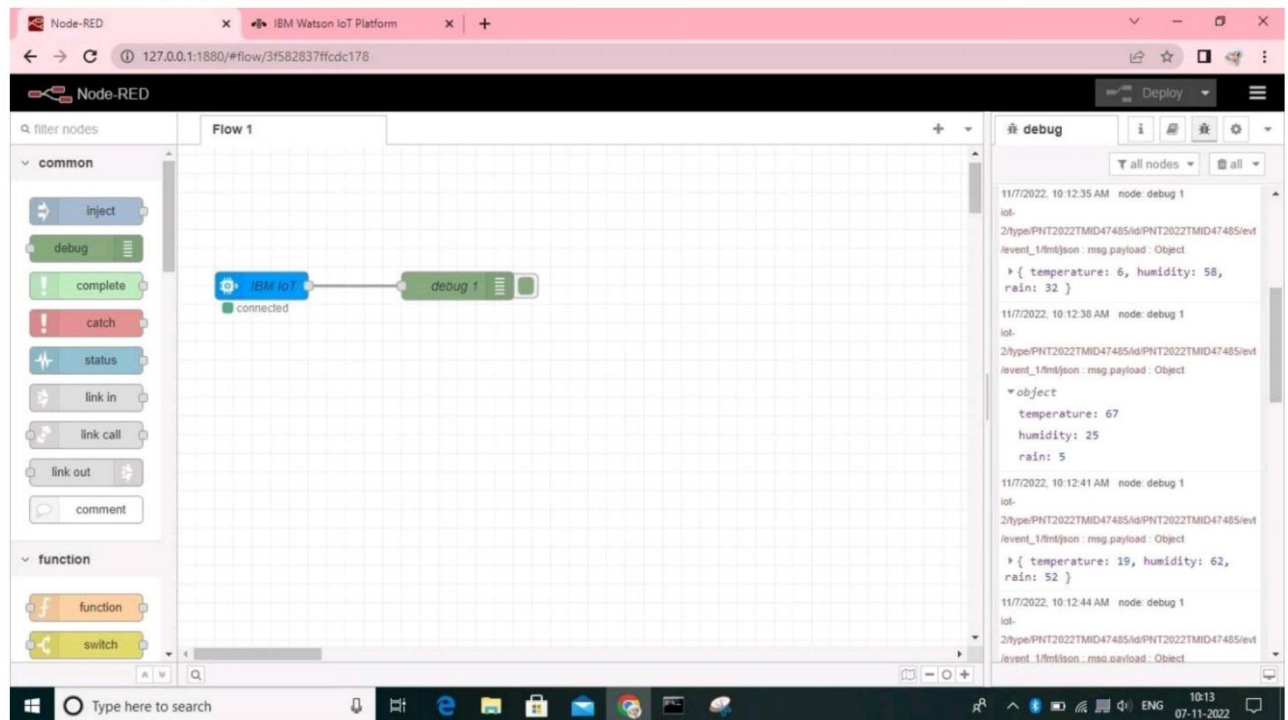 Node-RED
IBM Watson IoT Platform
127.0.0.1:1880/#flow/3f582837ffcdc178
Node-RED
Deploy
filter nodes
Flow 1
debug
i
all nodes
all
common
inject
debug
complete
catch
status
link in
link call
link out
comment
function
function
switch
IBM IoT
connected
debug 1
11/7/2022, 10:12:35 AM node: debug 1
iot-
2/type/PNT2022TMID47485/id/PNT2022TMID47485/evt
/event_1/fmt/json : msg.payload : Object
{ temperature: 6, humidity: 58,
rain: 32 }
11/7/2022, 10:12:38 AM node: debug 1
iot-
2/type/PNT2022TMID47485/id/PNT2022TMID47485/evt
/event_1/fmt/json : msg.payload : Object
object
temperature: 67
humidity: 25
rain: 5
11/7/2022, 10:12:41 AM node: debug 1
iot-
2/type/PNT2022TMID47485/id/PNT2022TMID47485/evt
/event_1/fmt/json : msg.payload : Object
{ temperature: 19, humidity: 62,
rain: 52 }
11/7/2022, 10:12:44 AM node: debug 1
iot-
2/type/PNT2022TMID47485/id/PNT2022TMID47485/evt
/event_1/fmt/json : msg.payload : Object
Type here to search
ENG
10:13
07-11-2022